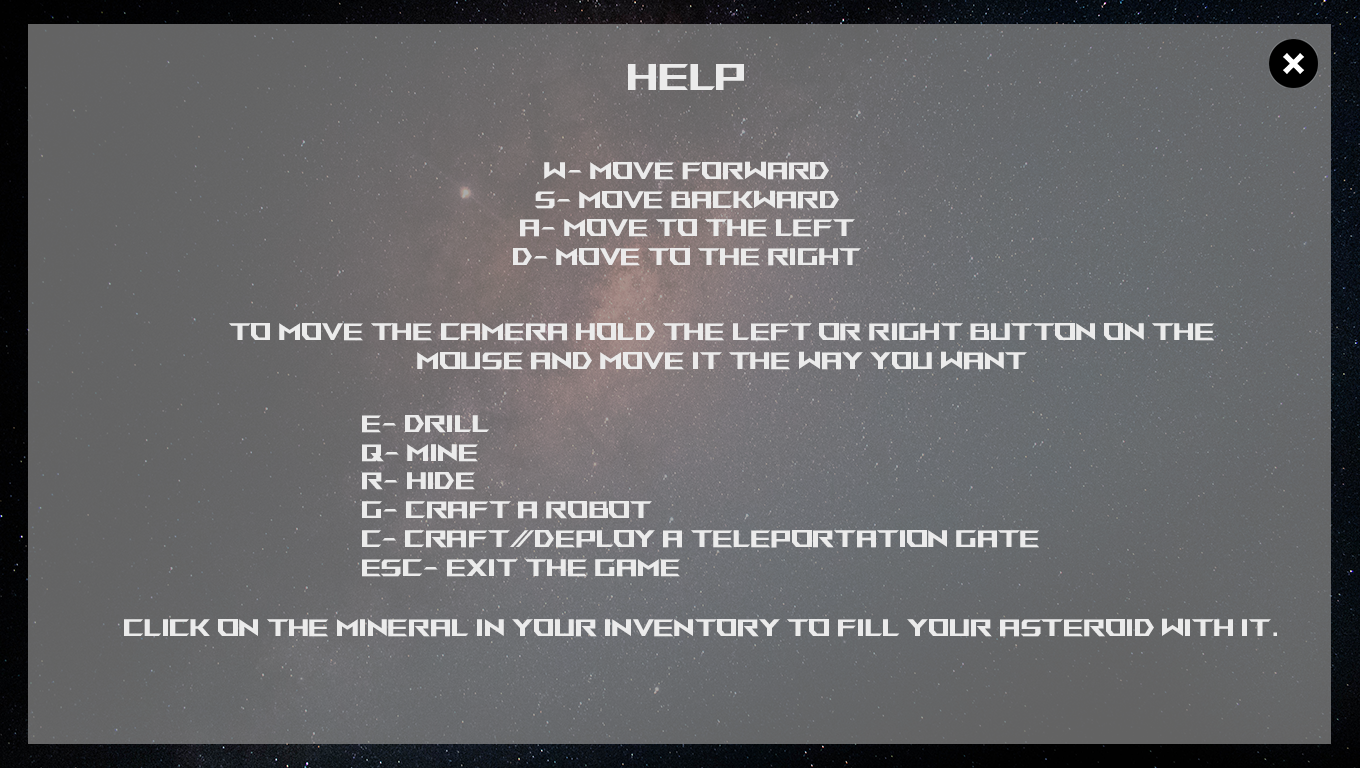 HELP
W- MOVE FORWARD
S- MOVE BACKWARD
A- MOVE TO THE LEFT
D- MOVE TO THE RIGHT
TO MOVE THE CAMERA HOLD THE LEFT OR RIGHT BUTTON ON THE
MOUSE AND MOVE IT THE WAY YOU WANT
E- DRILL
Q- MINE
R- HIDE
G- CRAFT A ROBOT
C- CRAFT//DEPLOY A TELEPORTATION GATE
ESC- EXIT THE GAME
CLICK ON THE MINERAL IN YOUR INVENTORY TO FILL YOUR ASTEROID WITH IT.